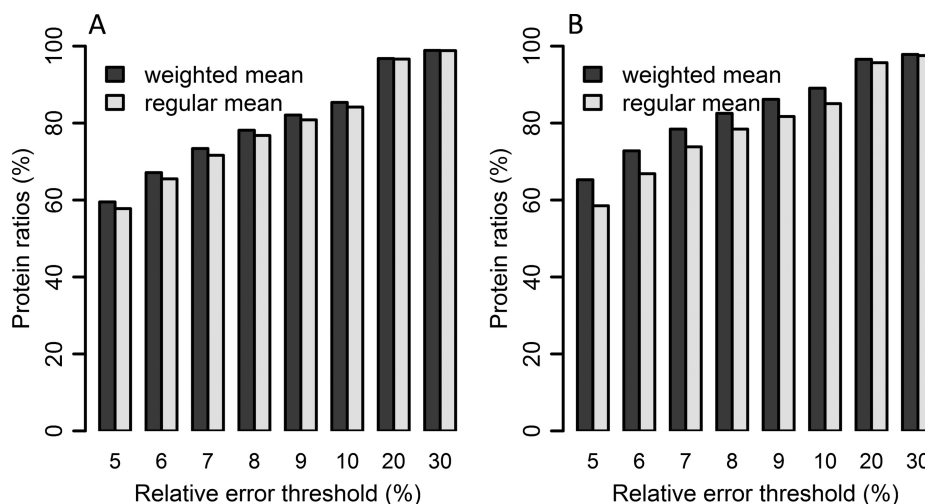 A
weighted mean
regular mean
Protein ratios (%)
0
20
40
60
80
100
5 6 7 8 9 10 20 30
Relative error threshold (%)
B
weighted mean
regular mean
Protein ratios (%)
0
20
40
60
80
100
5 6 7 8 9 10 20 30
Relative error threshold (%)